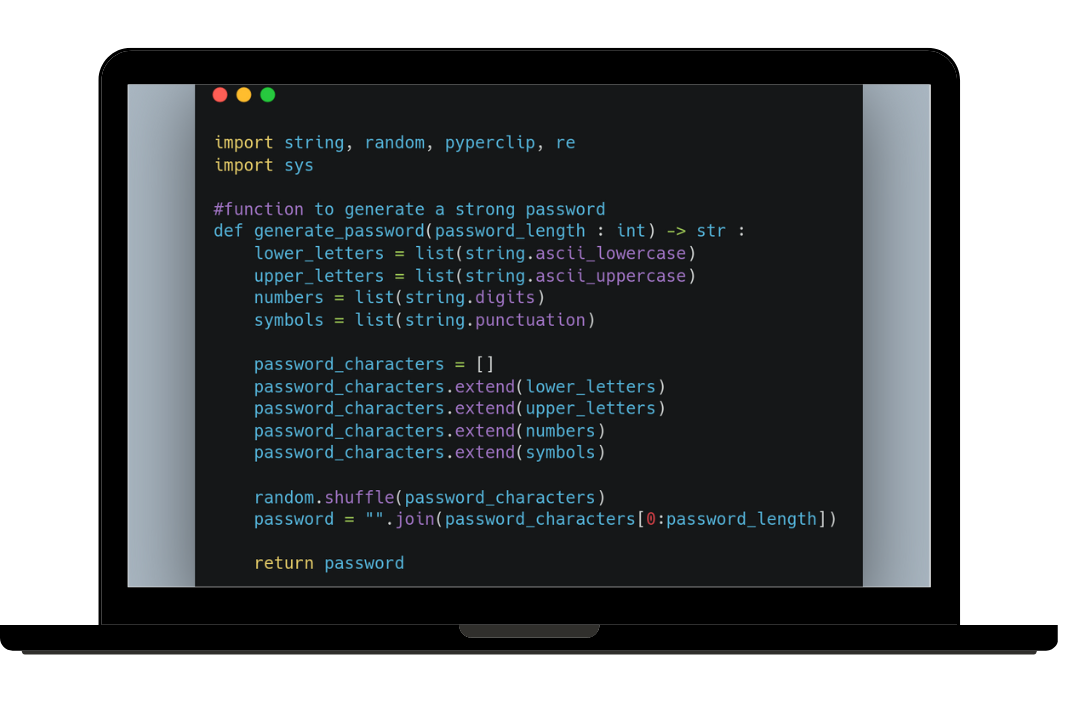 import string, random, pyperclip, re
import sys
#function to generate a strong password
def generate_password(password_length : int) -> str :
    lower_letters = list(string.ascii_lowercase)
    upper_letters = list(string.ascii_uppercase)
    numbers = list(string.digits)
    symbols = list(string.punctuation)
    password_characters = []
    password_characters.extend(lower_letters)
    password_characters.extend(upper_letters)
    password_characters.extend(numbers)
    password_characters.extend(symbols)
    random.shuffle(password_characters)
    password = "".join(password_characters[0:password_length])
    return password